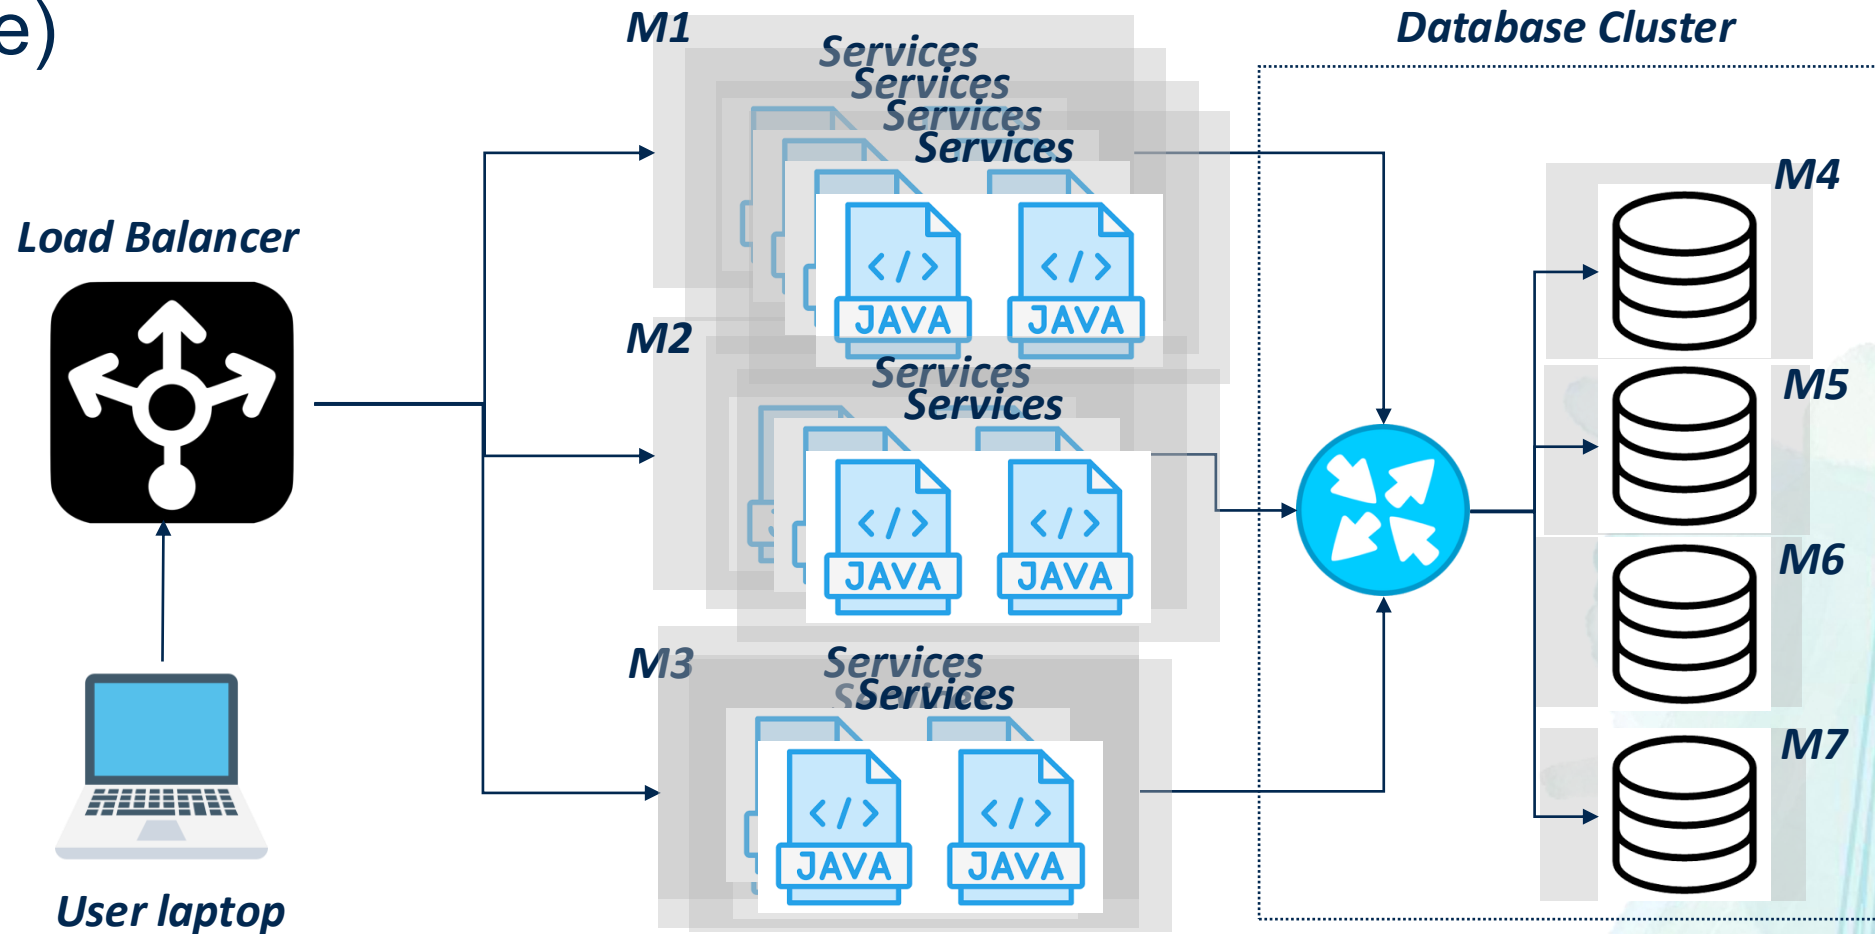 e)
M1
Database Cluster
Services
Services
Services
Services
M4
Load Balancer
</>
</>
JAVA
JAVA
M2
Services
Services
M5
</>
</>
JAVA
JAVA
M6
M3
Services
Services
Services
M7
</>
</>
JAVA
JAVA
User laptop